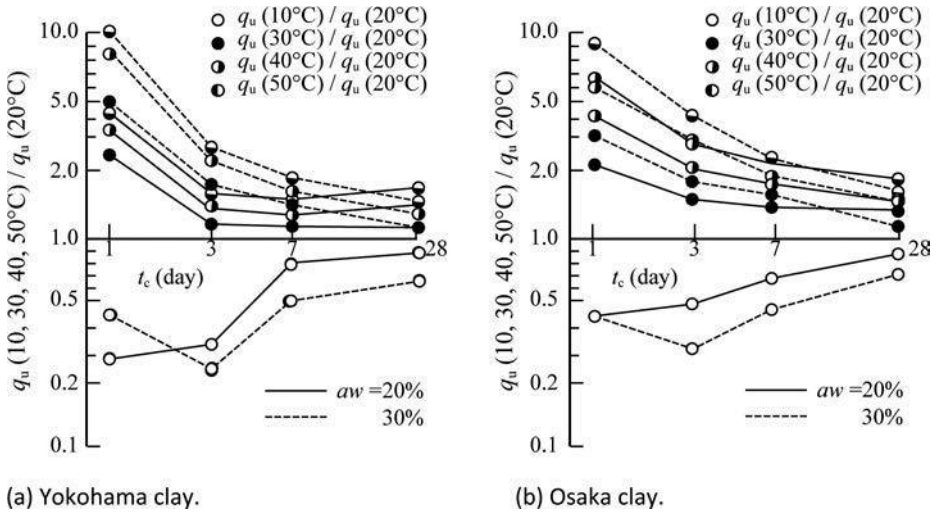 qu (10°C) / qu (20°C)
qu (30°C) / qu (20°C)
qu (40°C) / qu (20°C)
qu (50°C) / qu (20°C)
10.0
5.0
2.0
1.0
0.5
0.2
0.1
1
3
7
28
tc (day)
qu (10, 30, 40, 50°C) / qu (20°C)
aw =20%
30%
(a) Yokohama clay.
qu (10°C) / qu (20°C)
qu (30°C) / qu (20°C)
qu (40°C) / qu (20°C)
qu (50°C) / qu (20°C)
10.0
5.0
2.0
1.0
0.5
0.2
0.1
1
3
7
28
tc (day)
qu (10, 30, 40, 50°C) / qu (20°C)
aw =20%
30%
(b) Osaka clay.